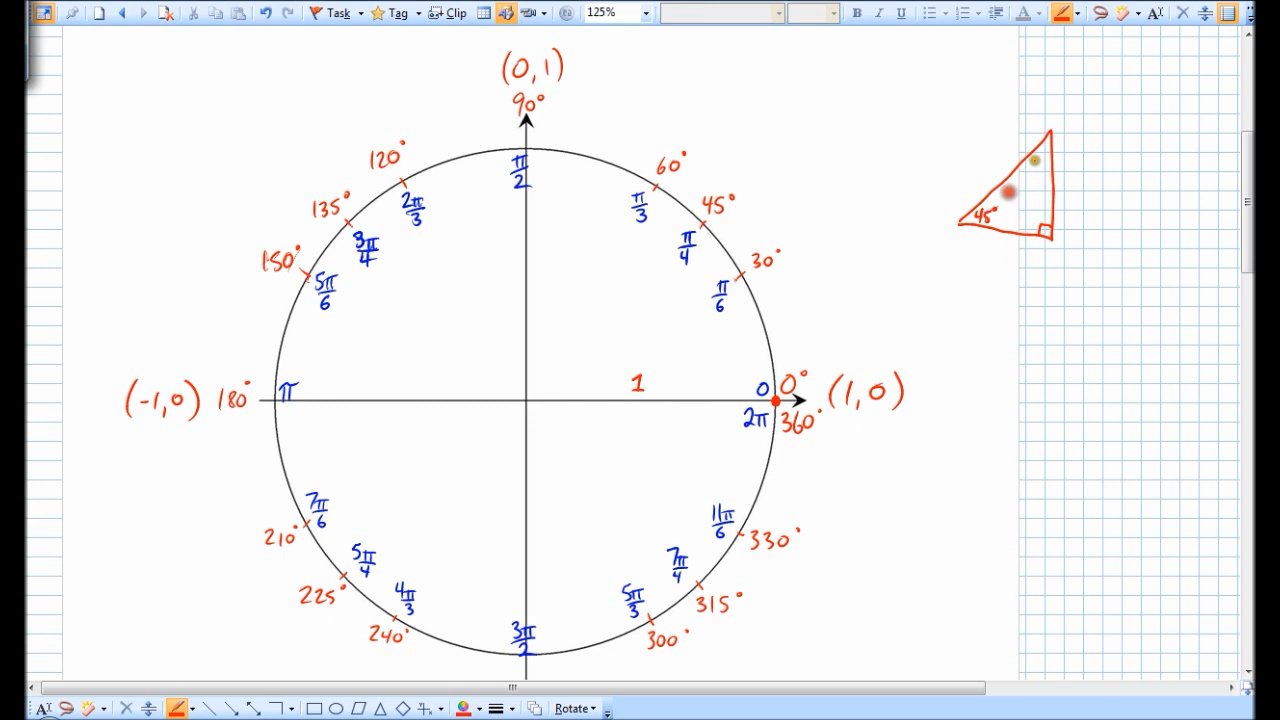 Task Tag Clip 125% B I U A
(0,1)
90°
120° 60°
π/2
135° 2π/3 π/3 45°
45°
150° 3π/4 π/4 30°
5π/6 π/6
(-1,0) 180° π 1 0 0° (1,0)
2π 360°
7π/6 11π/6
210° 330°
5π/4 7π/4
225° 4π/3 5π/3 315°
240° 3π/2 300°
Rotate